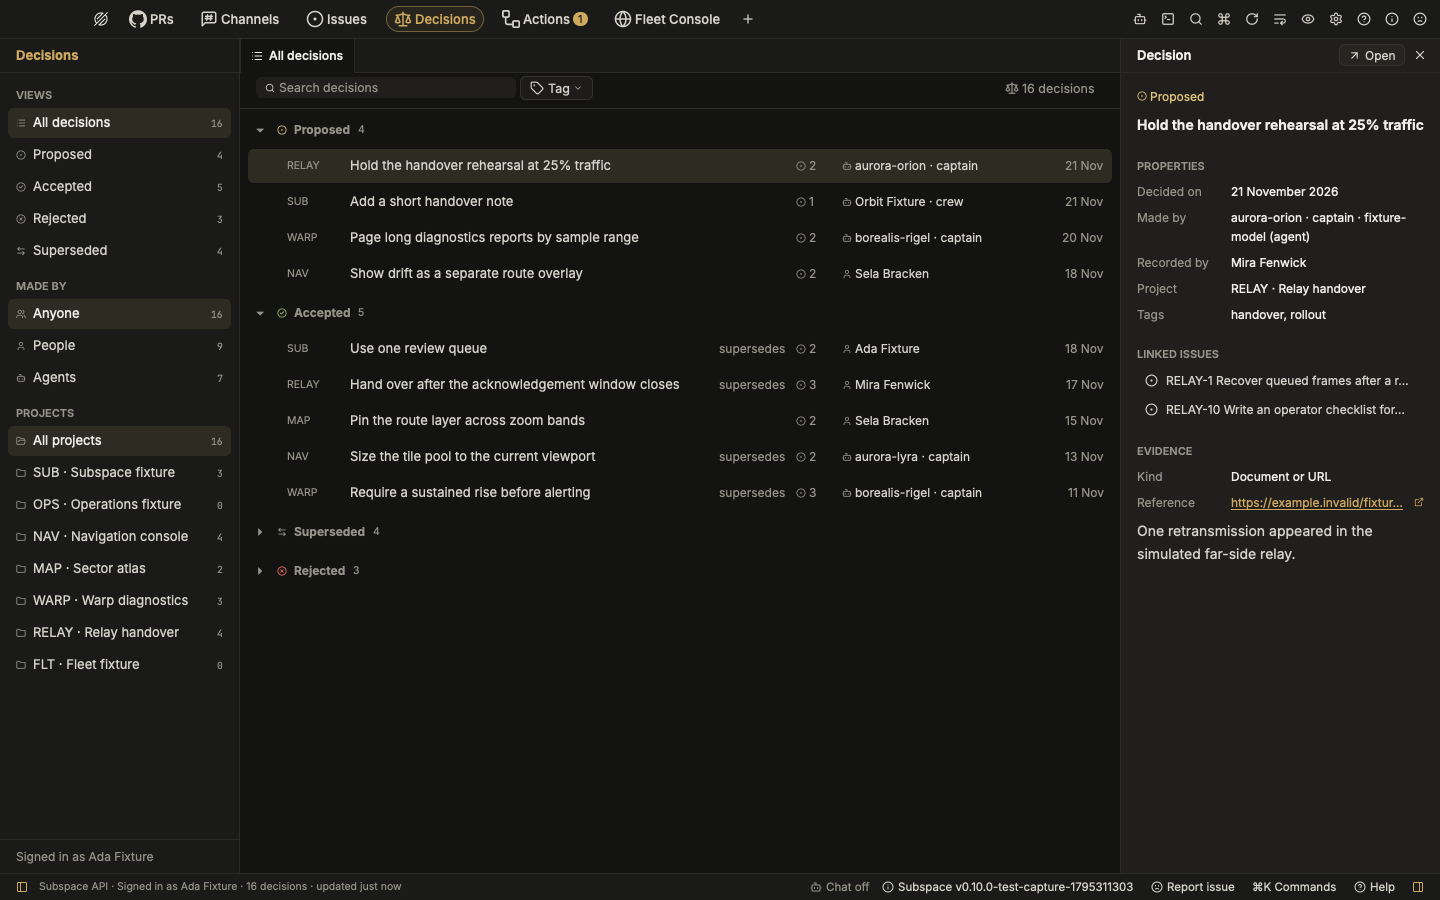 PRs Channels Issues Decisions Actions 1 Fleet Console
Decisions
VIEWS
All decisions 16
Proposed 4
Accepted 5
Rejected 3
Superseded 4
MADE BY
Anyone 16
People 9
Agents 7
PROJECTS
All projects 16
SUB · Subspace fixture 3
OPS · Operations fixture 0
NAV · Navigation console 4
MAP · Sector atlas 2
WARP · Warp diagnostics 3
RELAY · Relay handover 4
FLT · Fleet fixture 0
Signed in as Ada Fixture
All decisions
Search decisions Tag 16 decisions
Proposed 4
RELAY Hold the handover rehearsal at 25% traffic 2 aurora-orion · captain 21 Nov
SUB Add a short handover note 1 Orbit Fixture · crew 21 Nov
WARP Page long diagnostics reports by sample range 2 borealis-rigel · captain 20 Nov
NAV Show drift as a separate route overlay 2 Sela Bracken 18 Nov
Accepted 5
SUB Use one review queue supersedes 2 Ada Fixture 18 Nov
RELAY Hand over after the acknowledgement window closes supersedes 3 Mira Fenwick 17 Nov
MAP Pin the route layer across zoom bands 2 Sela Bracken 15 Nov
NAV Size the tile pool to the current viewport supersedes 2 aurora-lyra · captain 13 Nov
WARP Require a sustained rise before alerting supersedes 3 borealis-rigel · captain 11 Nov
Superseded 4
Rejected 3
Decision Open
Proposed
Hold the handover rehearsal at 25% traffic
PROPERTIES
Decided on 21 November 2026
Made by aurora-orion · captain · fixture-
model (agent)
Recorded by Mira Fenwick
Project RELAY · Relay handover
Tags handover, rollout
LINKED ISSUES
RELAY-1 Recover queued frames after a r...
RELAY-10 Write an operator checklist for...
EVIDENCE
Kind Document or URL
Reference https://example.invalid/fixtur...
One retransmission appeared in the
simulated far-side relay.
Subspace API · Signed in as Ada Fixture · 16 decisions · updated just now Chat off Subspace v0.10.0-test-capture-1795311303 Report issue ⌘K Commands Help